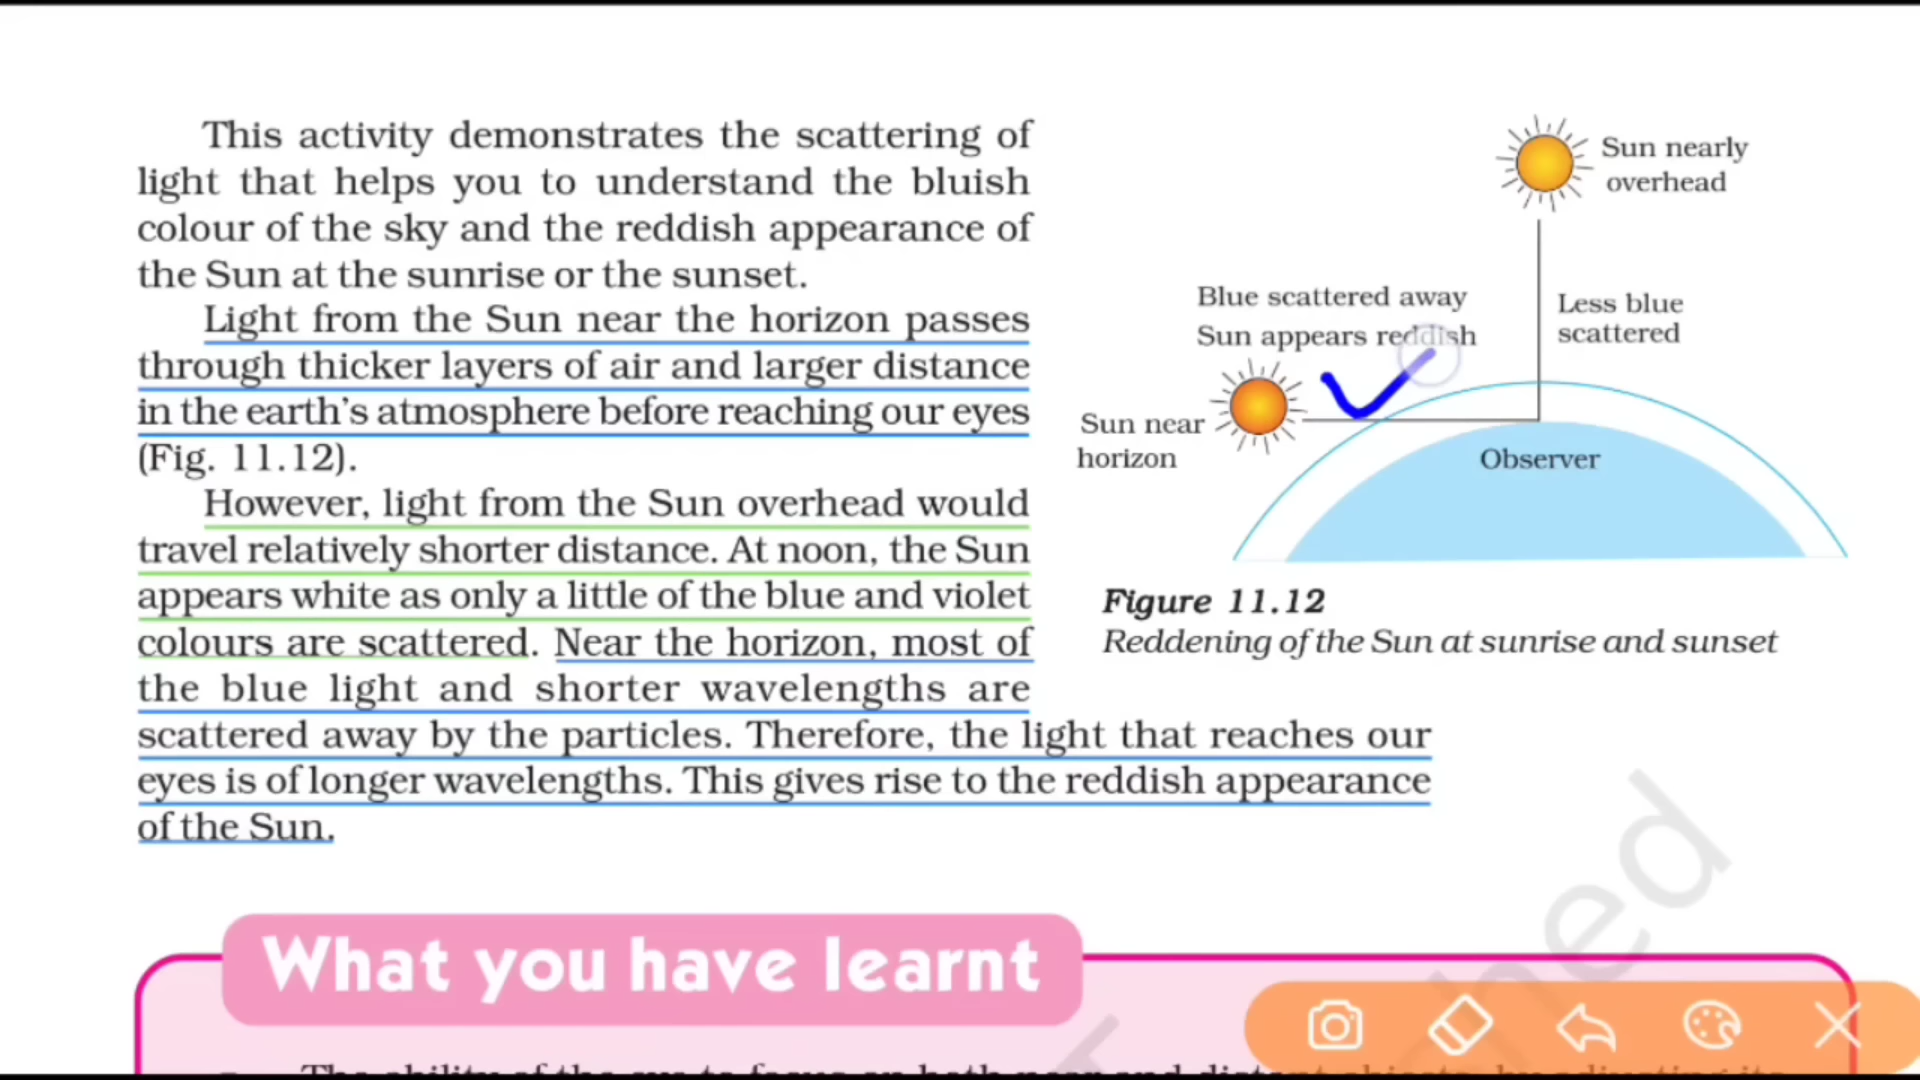 This activity demonstrates the scattering of
light that helps you to understand the bluish
colour of the sky and the reddish appearance of
the Sun at the sunrise or the sunset.
Light from the Sun near the horizon passes
through thicker layers of air and larger distance
in the earth's atmosphere before reaching our eyes
(Fig. 11.12).
However, light from the Sun overhead would
travel relatively shorter distance. At noon, the Sun
appears white as only a little of the blue and violet
colours are scattered. Near the horizon, most of
the blue light and shorter wavelengths are
scattered away by the particles. Therefore, the light that reaches our
eyes is of longer wavelengths. This gives rise to the reddish appearance
of the Sun.
Sun nearly
overhead
Blue scattered away
Sun appears reddish
Less blue
scattered
Sun near
horizon
Observer
Figure 11.12
Reddening of the Sun at sunrise and sunset
What you have learnt